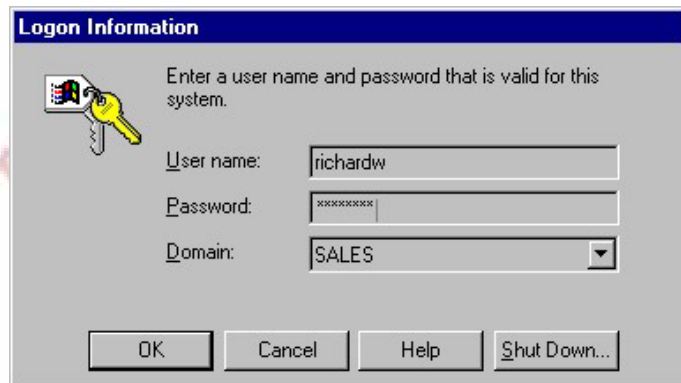 Logon Information
Enter a user name and password that is valid for this
system.
User name:
richardw
Password:
********
Domain:
SALES
OK
Cancel
Help
Shut Down...